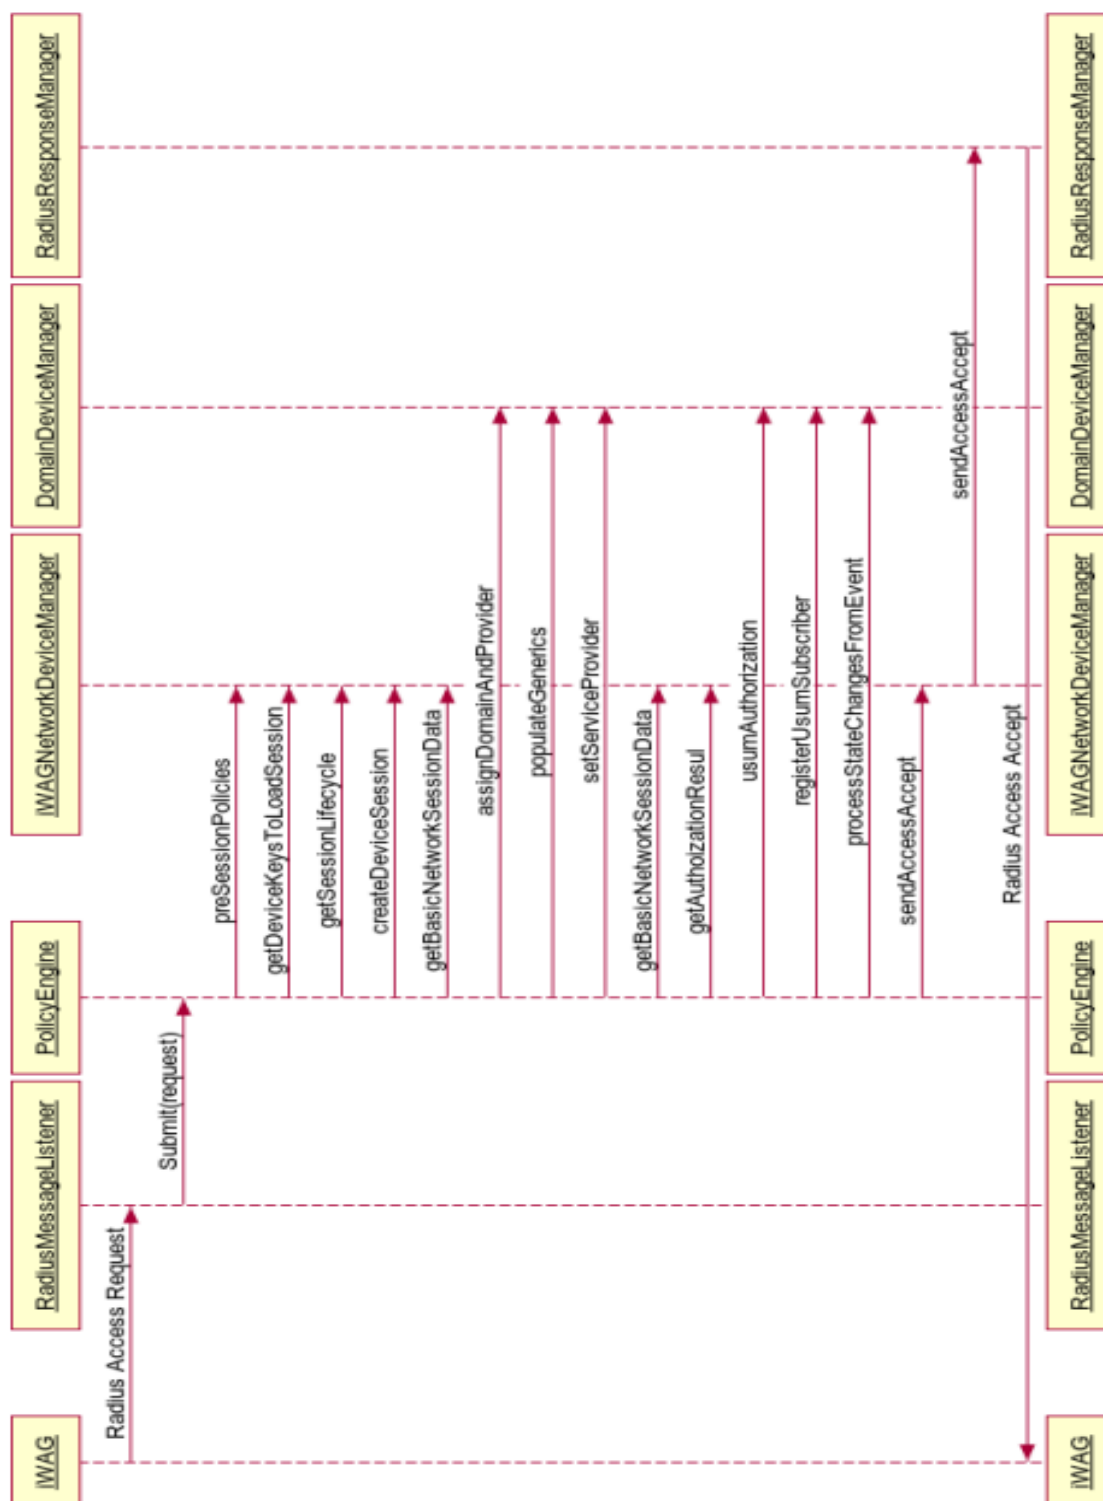 iWAG
RadiusMessageListener
PolicyEngine
iWAGNetworkDeviceManager
DomainDeviceManager
RadiusResponseManager
Radius Access Request
Submit(request)
preSessionPolicies
getDeviceKeysToLoadSession
getSessionLifecycle
createDeviceSession
getBasicNetworkSessionData
assignDomainAndProvider
populateGenerics
setServiceProvider
getBasicNetworkSessionData
getAuthoizationResul
usumAuthorization
registerUsumSubscriber
processStateChangesFromEvent
sendAccessAccept
sendAccessAccept
Radius Access Accept
iWAG
RadiusMessageListener
PolicyEngine
iWAGNetworkDeviceManager
DomainDeviceManager
RadiusResponseManager